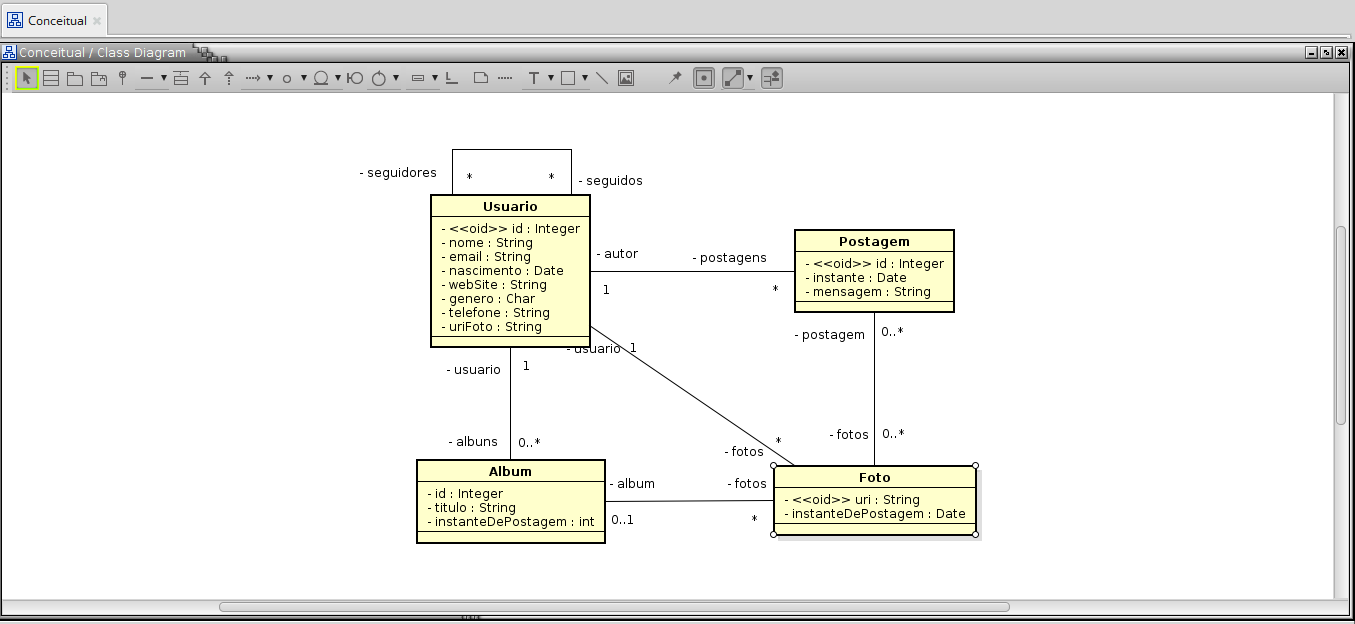 Conceitual
Conceitual / Class Diagram
- seguidores
*
*
- seguidos
Usuario
- <<oid>> id : Integer
- nome : String
- email : String
- nascimento : Date
- webSite : String
- genero : Char
- telefone : String
- uriFoto : String
- autor
1
- postagens
*
Postagem
- <<oid>> id : Integer
- instante : Date
- mensagem : String
- usuario 1
- usuario
1
- postagem
0..*
- albuns
0..*
- fotos
*
- fotos
0..*
Album
- id : Integer
- titulo : String
- instanteDePostagem : int
- album
0..1
- fotos
*
Foto
- <<oid>> uri : String
- instanteDePostagem : Date